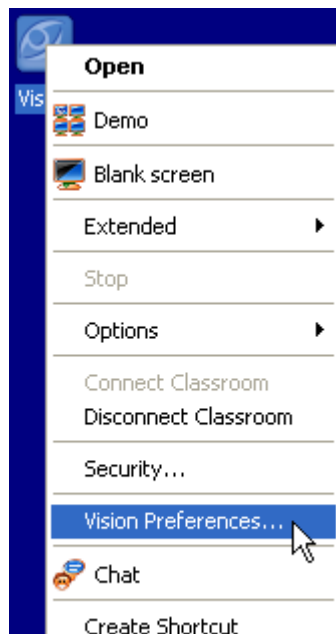 Vis
Open
Demo
Blank screen
Extended
Stop
Options
Connect Classroom
Disconnect Classroom
Security...
Vision Preferences...
Chat
Create Shortcut